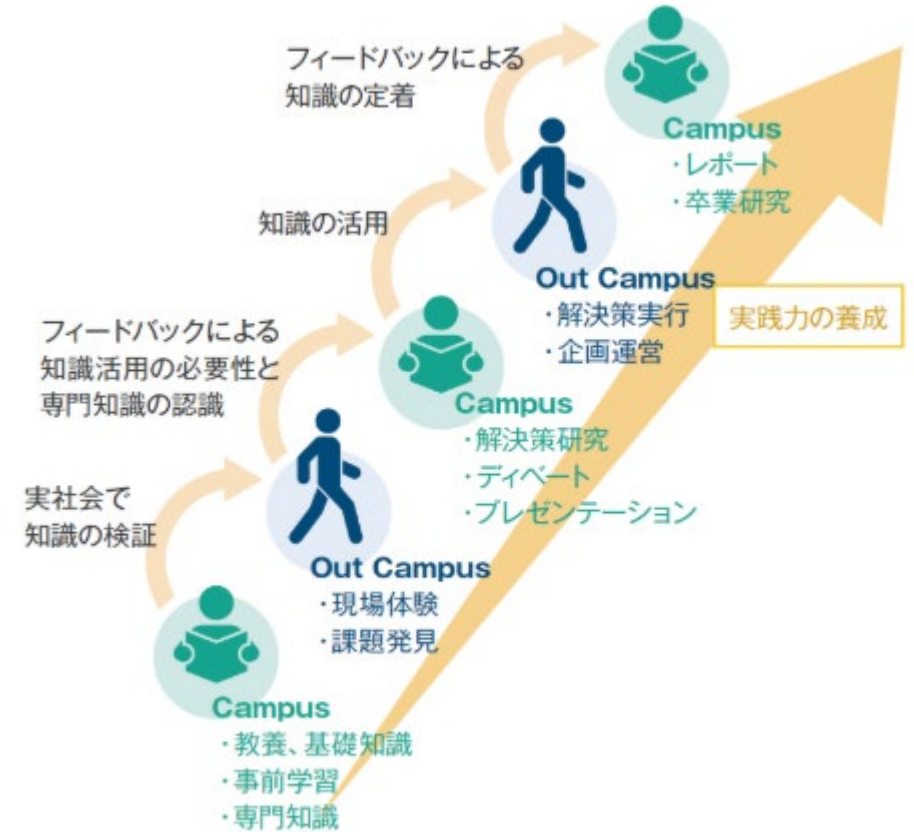 フィードバックによる
知識の定着
Campus
・レポート
・卒業研究
知識の活用
Out Campus
・解決策実行
・企画運営
実践力の養成
フィードバックによる
知識活用の必要性と
専門知識の認識
Campus
・解決策研究
・ディベート
・プレゼンテーション
実社会で
知識の検証
Out Campus
・現場体験
・課題発見
Campus
・教養、基礎知識
・事前学習
・専門知識